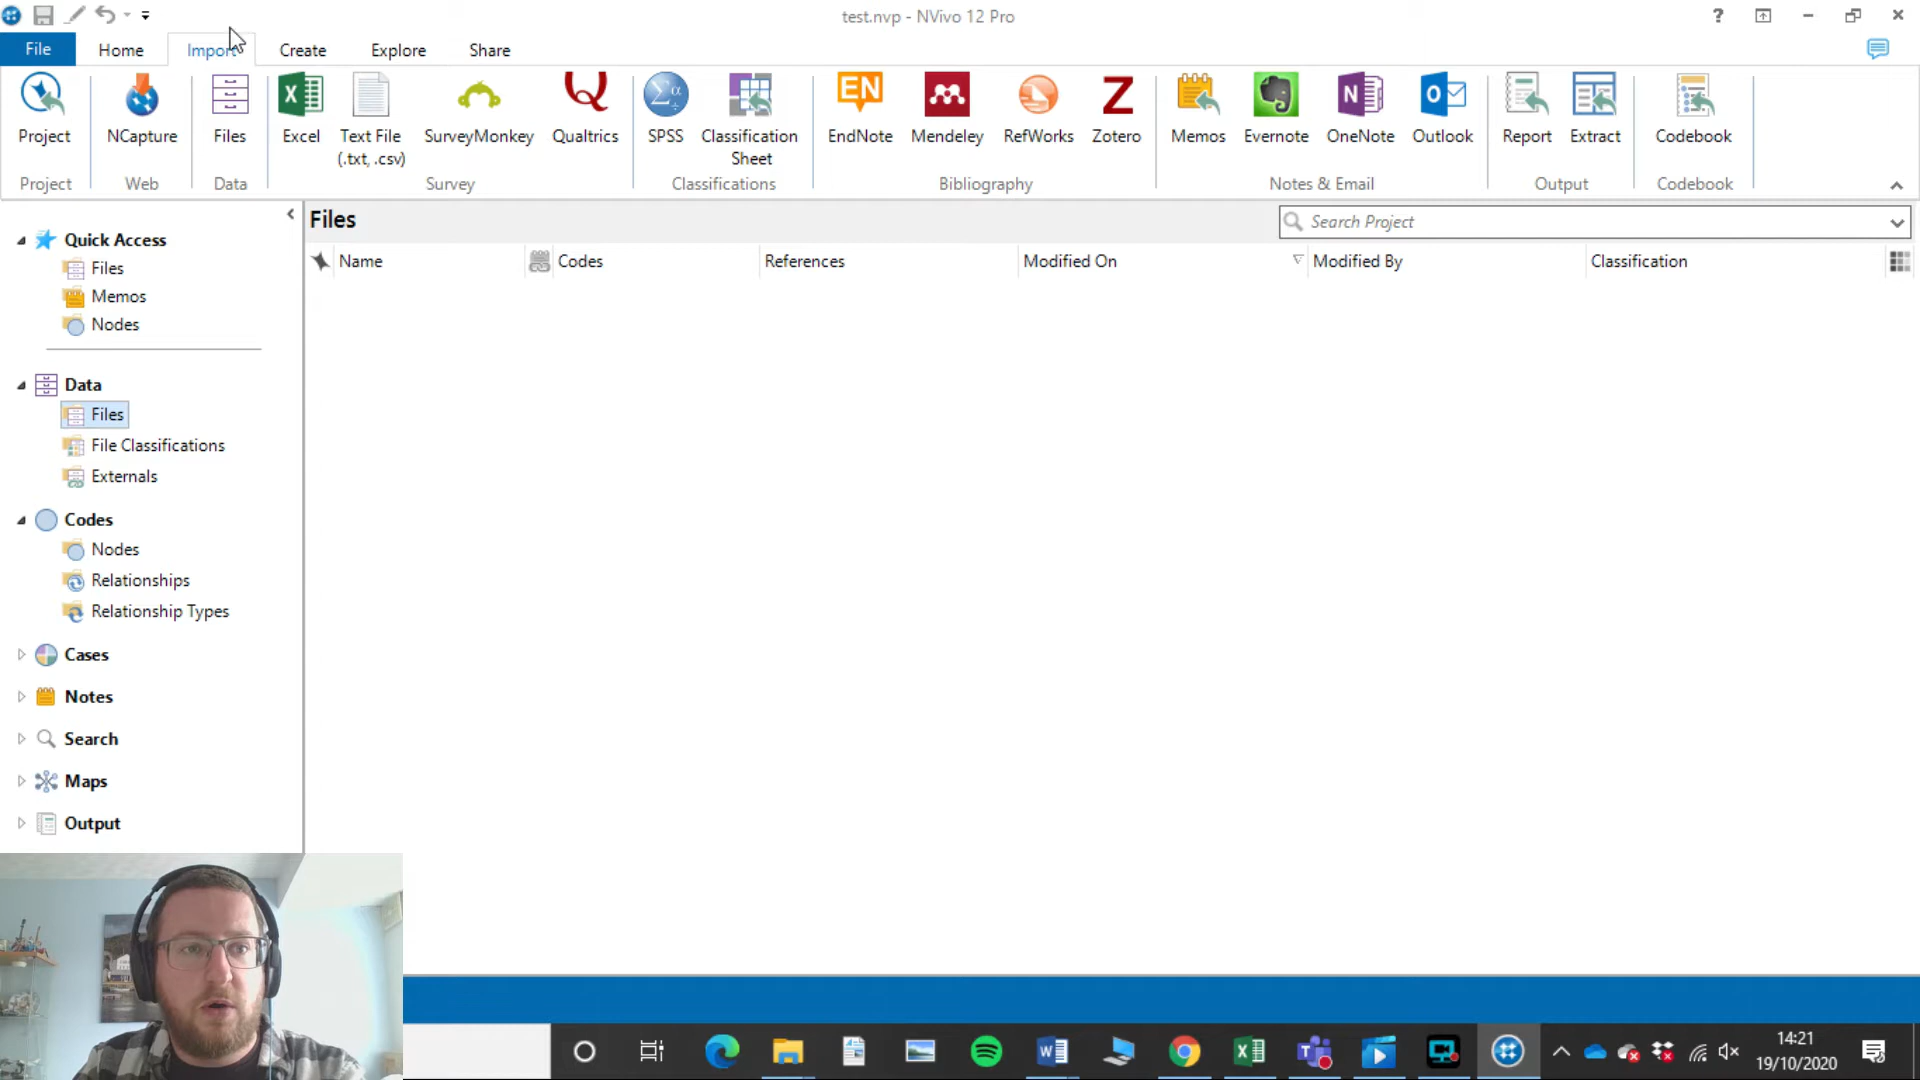 test.nvp - NVivo 12 Pro
File Home Import Create Explore Share
Project NCapture Files Excel Text File SurveyMonkey Qualtrics SPSS Classification EndNote Mendeley RefWorks Zotero Memos Evernote OneNote Outlook Report Extract Codebook
(.txt, .csv) Sheet
Project Web Data Survey Classifications Bibliography Notes & Email Output Codebook
Files Search Project
Name Codes References Modified On Modified By Classification
Quick Access
Files
Memos
Nodes
Data
Files
File Classifications
Externals
Codes
Nodes
Relationships
Relationship Types
Cases
Notes
Search
Maps
Output
14:21
19/10/2020